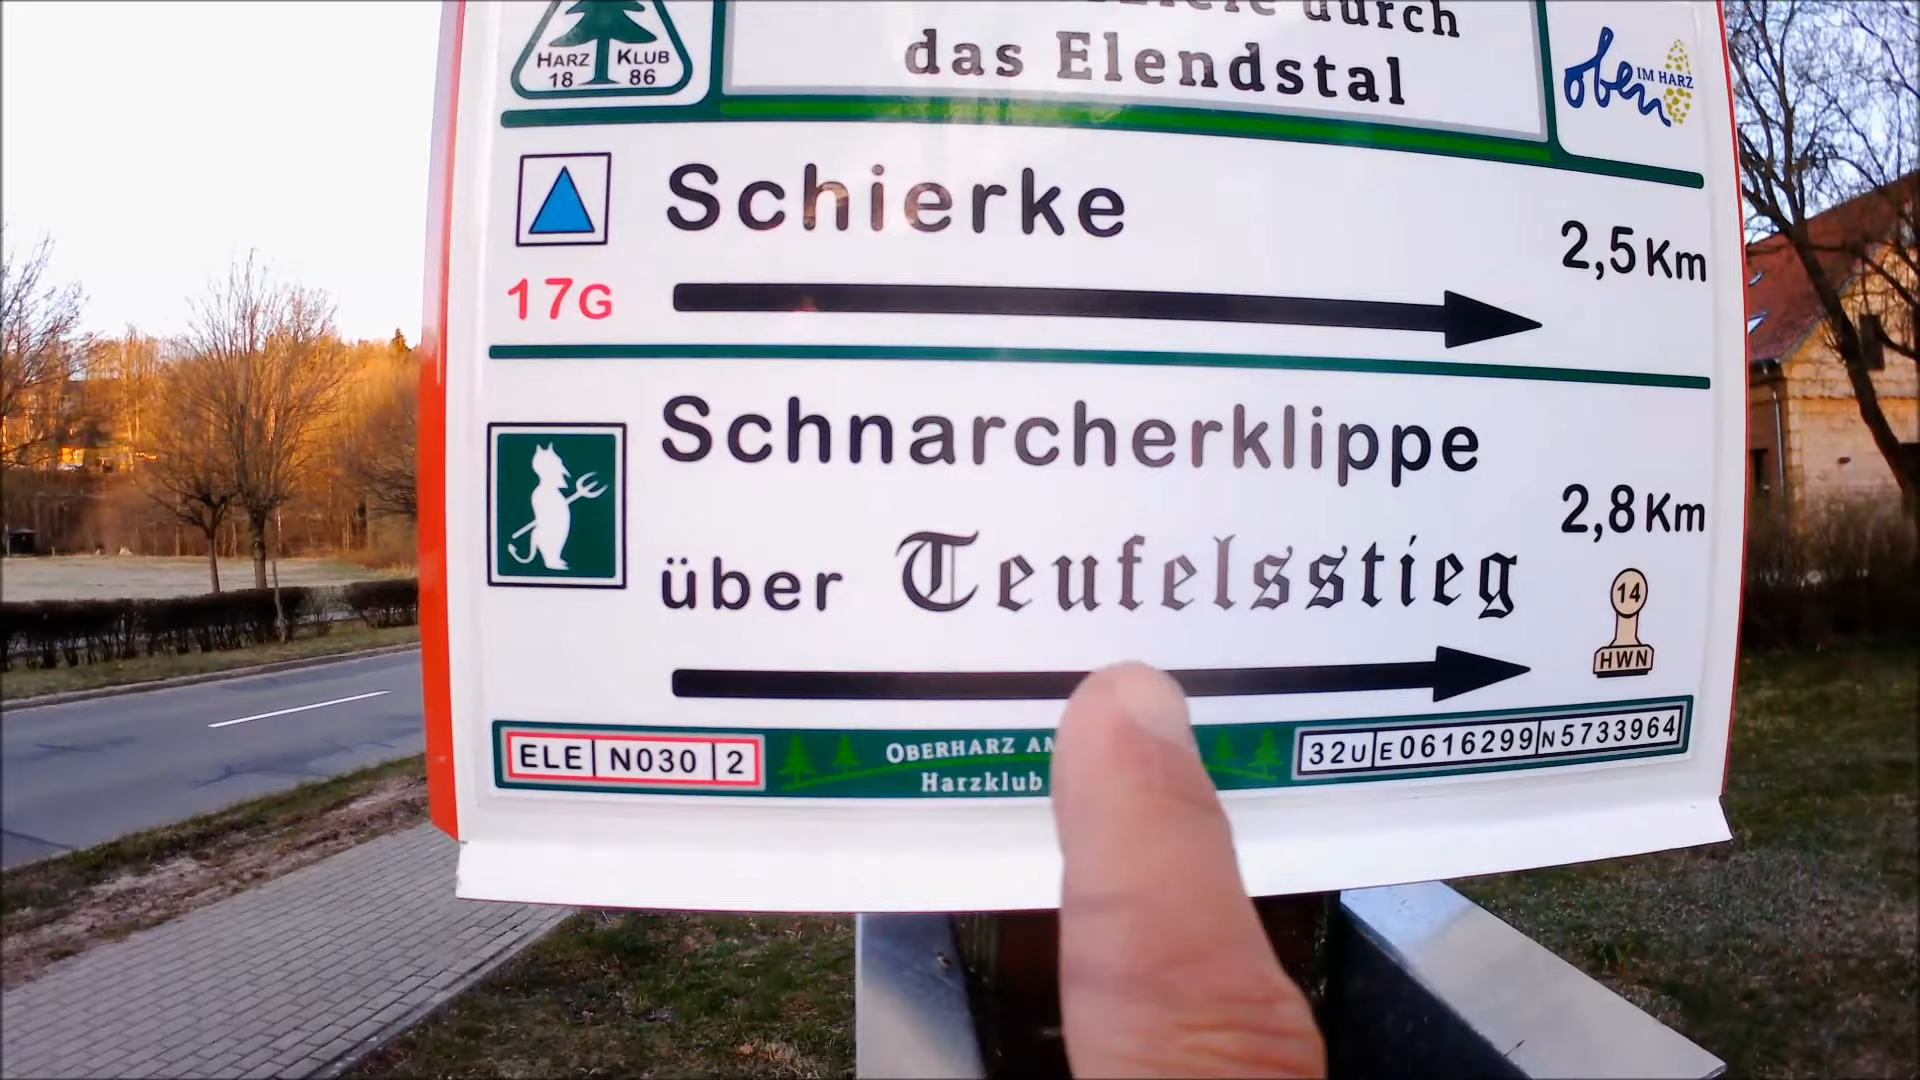 durch
das Elendstal
HARZ KLUB
18 86
oben IM HARZ
Schierke
2,5 Km
17G
Schnarcherklippe
2,8 Km
über Teufelsstieg
14
HWN
ELE N030 2
OBERHARZ
Harzklub
32U E0616299 N5733964